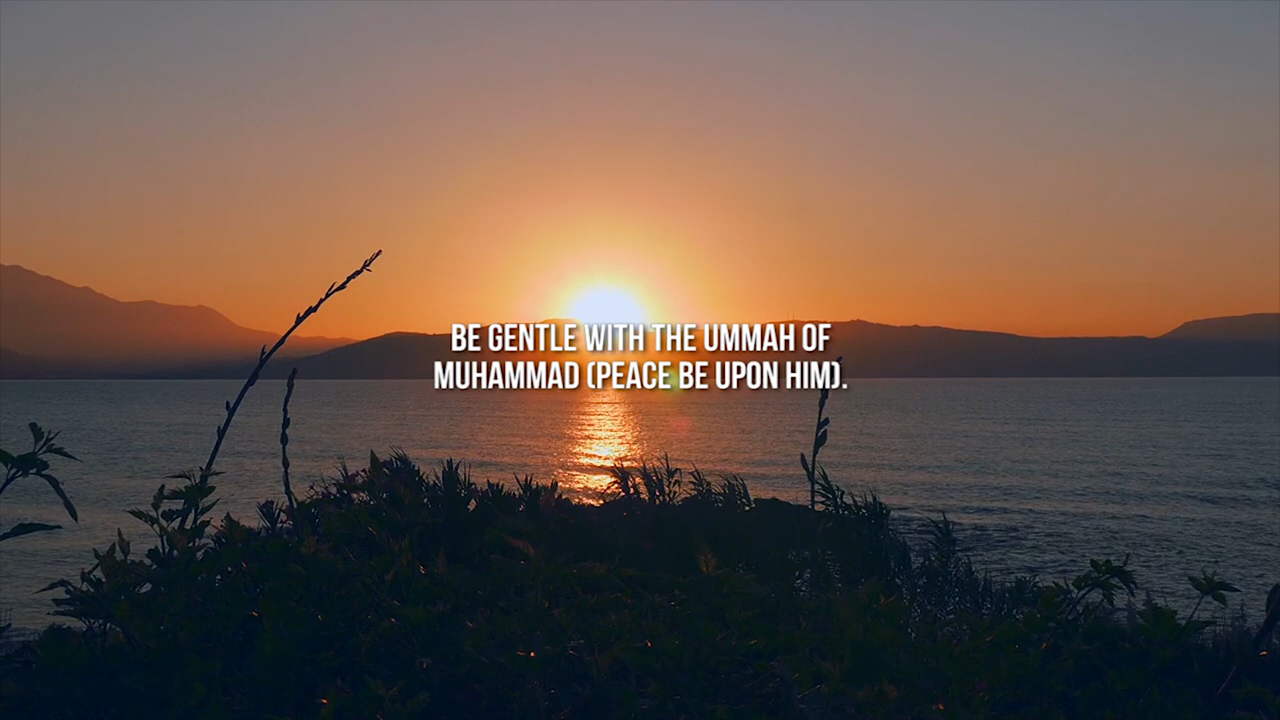 BE GENTLE WITH THE UMMAH OF
MUHAMMAD (PEACE BE UPON HIM).